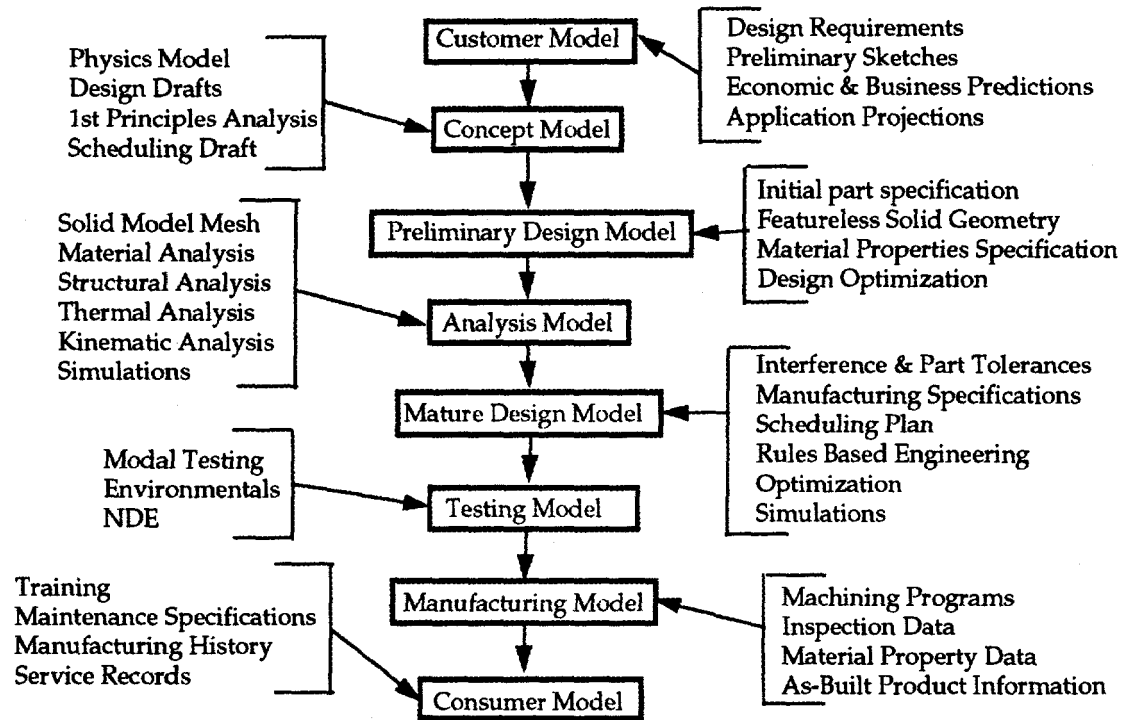 Customer Model
Design Requirements
Preliminary Sketches
Economic & Business Predictions
Application Projections
Physics Model
Design Drafts
1st Principles Analysis
Scheduling Draft
Concept Model
Initial part specification
Featureless Solid Geometry
Material Properties Specification
Design Optimization
Preliminary Design Model
Solid Model Mesh
Material Analysis
Structural Analysis
Thermal Analysis
Kinematic Analysis
Simulations
Analysis Model
Interference & Part Tolerances
Manufacturing Specifications
Scheduling Plan
Rules Based Engineering
Optimization
Simulations
Mature Design Model
Modal Testing
Environmentals
NDE
Testing Model
Training
Maintenance Specifications
Manufacturing History
Service Records
Manufacturing Model
Machining Programs
Inspection Data
Material Property Data
As-Built Product Information
Consumer Model